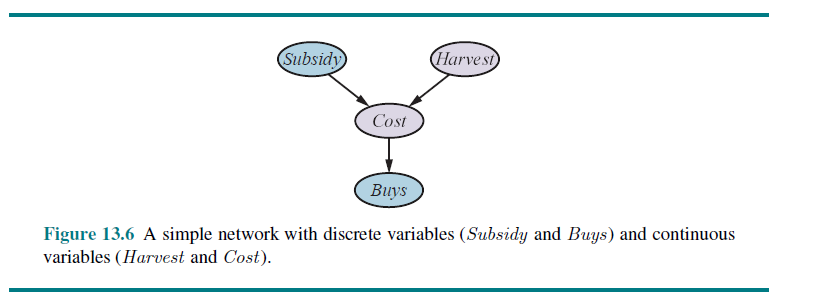 Subsidy
Harvest
Cost
Buys
Figure 13.6 A simple network with discrete variables (Subsidy and Buys) and continuous
variables (Harvest and Cost).